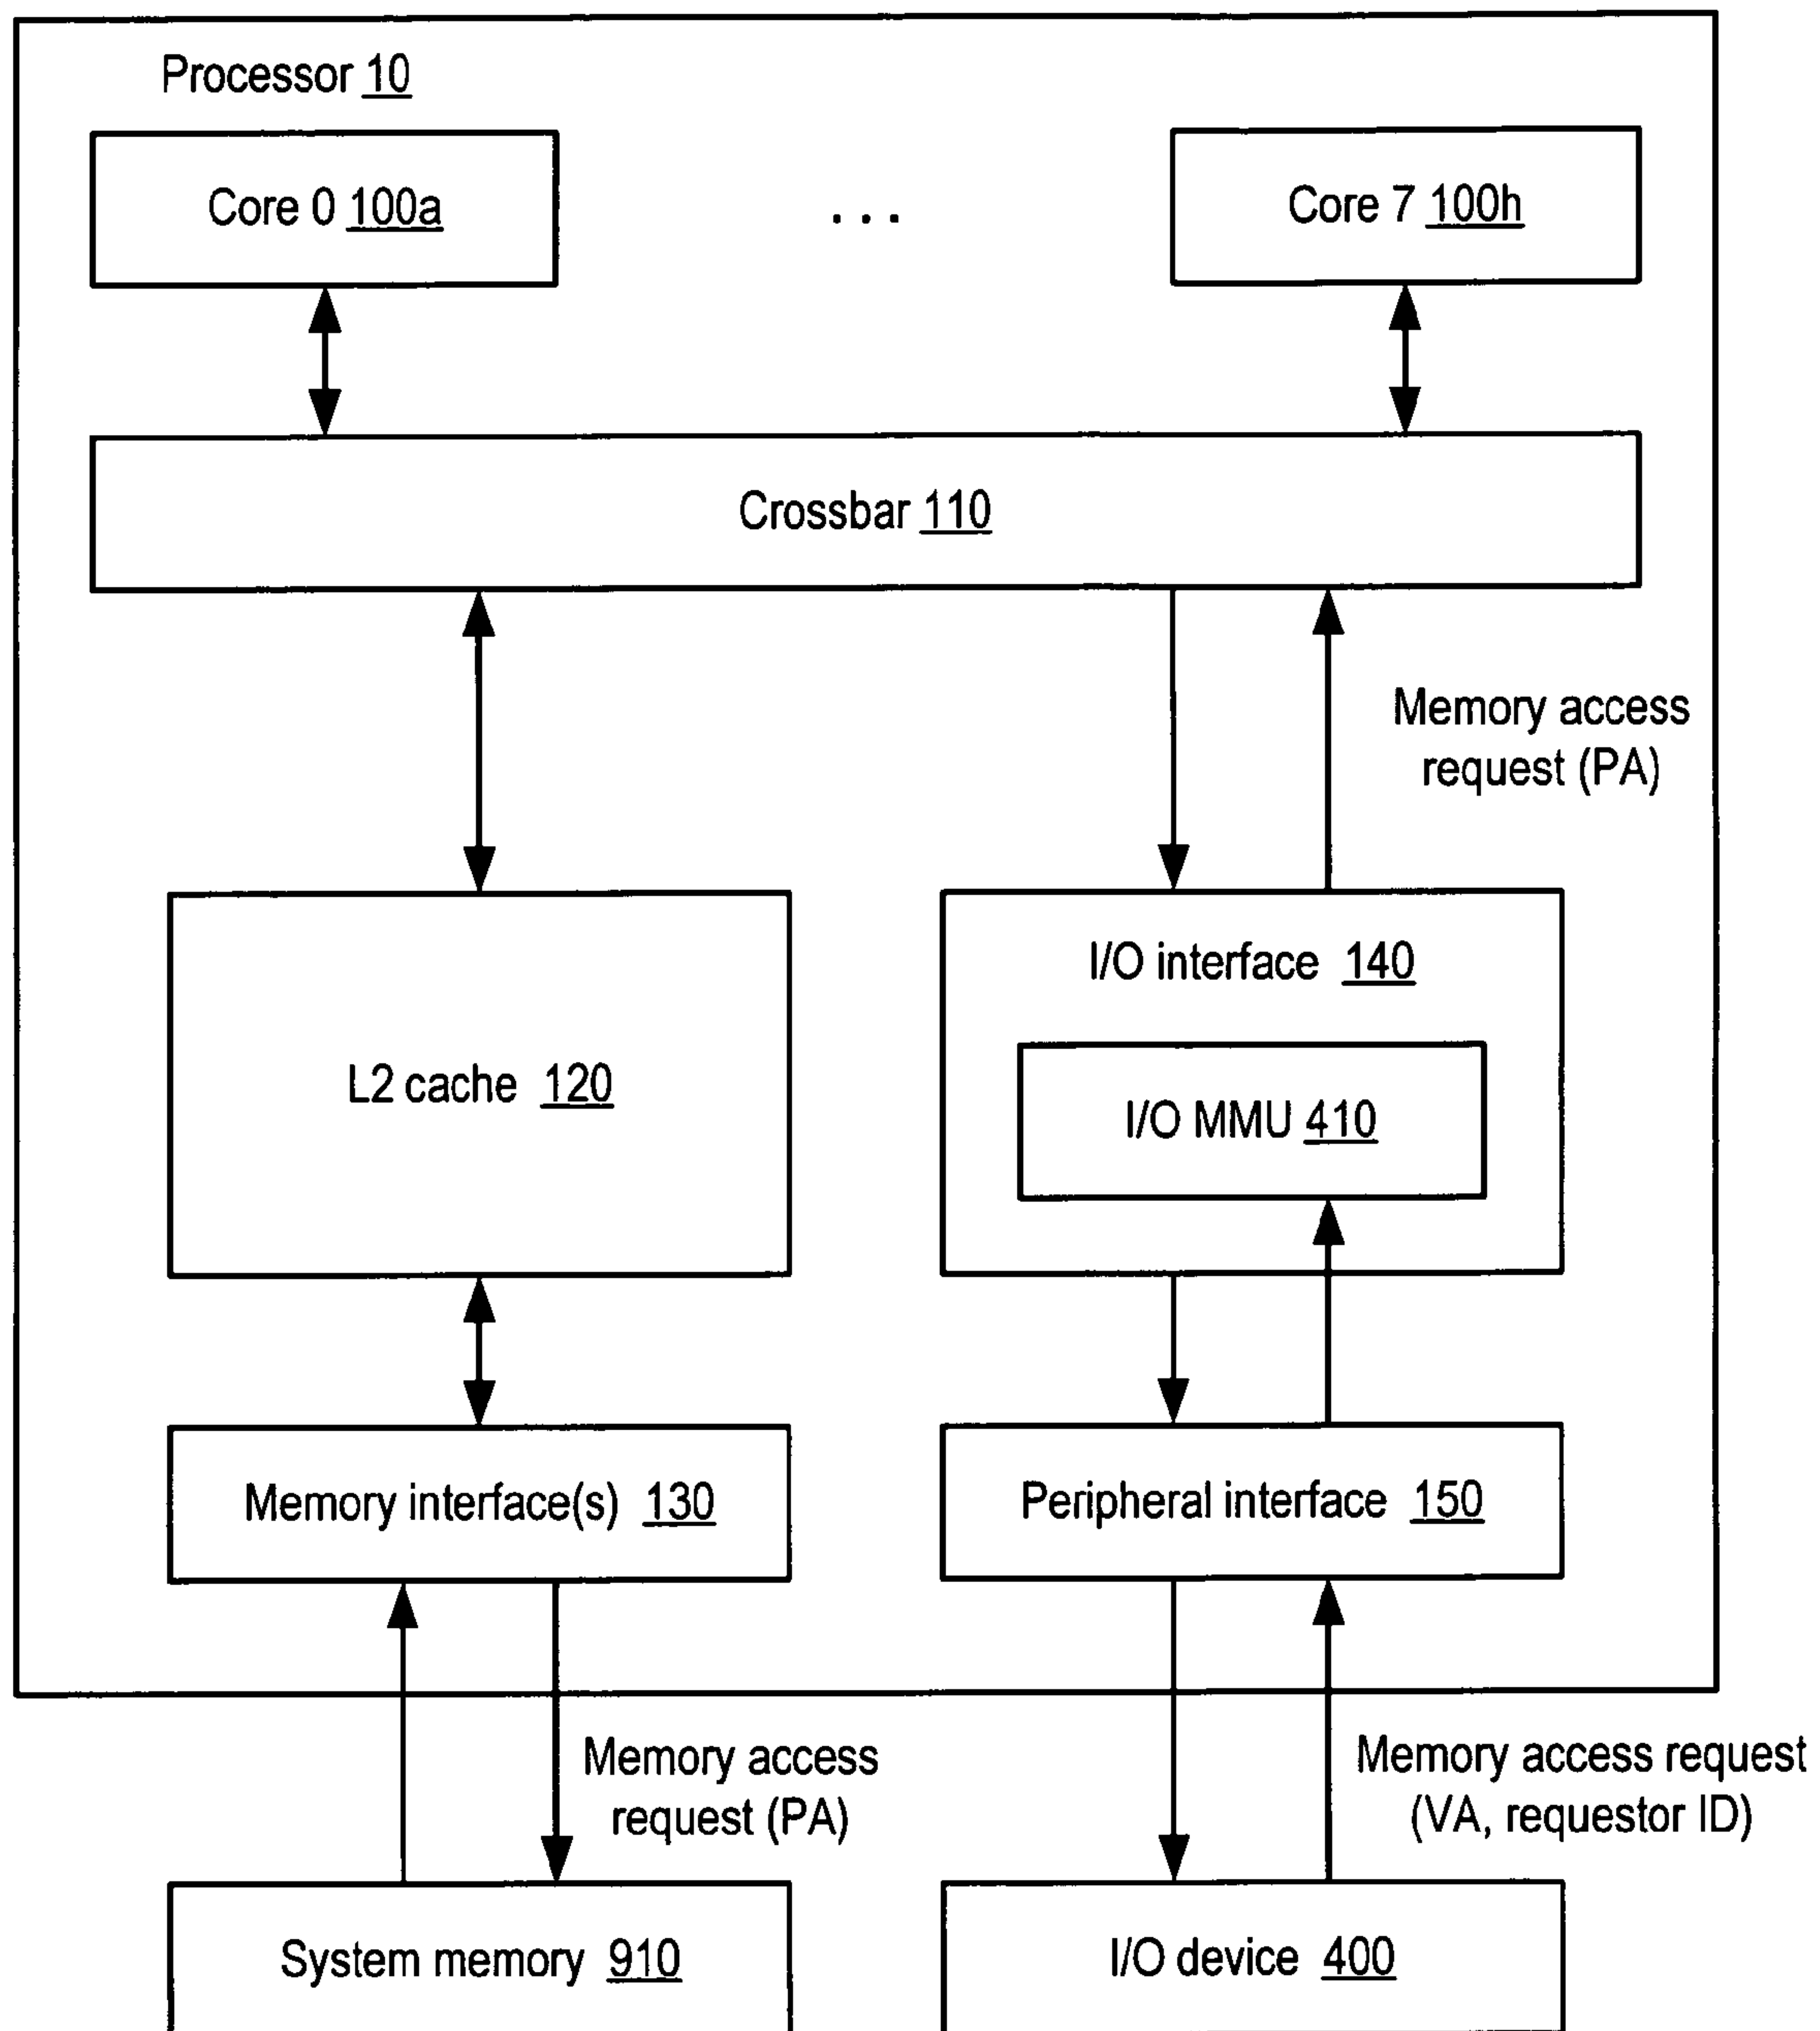 Processor 10
Core 0 100a
...
Core 7 100h
Crossbar 110
Memory access
request (PA)
I/O interface 140
L2 cache 120
I/O MMU 410
Memory interface(s) 130
Peripheral interface 150
Memory access
request (PA)
Memory access request
(VA, requestor ID)
System memory 910
I/O device 400